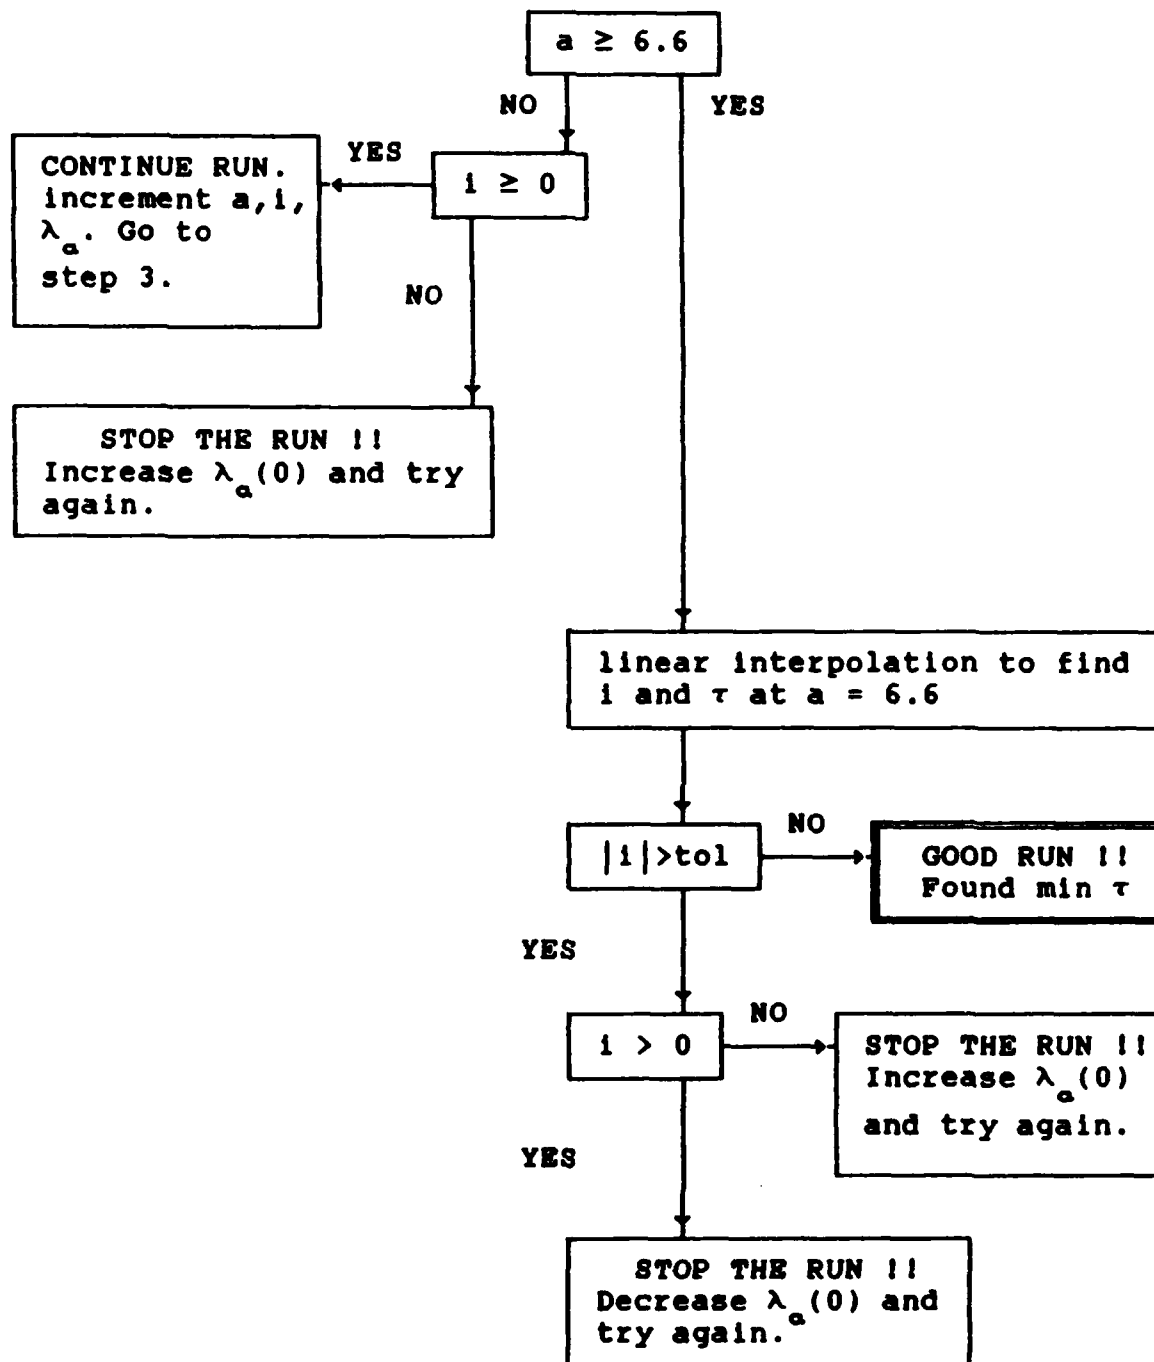 a ≥ 6.6
NO
YES
YES
i ≥ 0
CONTINUE RUN.
increment a,i,
λₐ. Go to
step 3.
NO
STOP THE RUN !!
Increase λₐ(0) and try
again.
linear interpolation to find
i and τ at a = 6.6
|i|>tol
NO
GOOD RUN !!
Found min τ
YES
i > 0
NO
STOP THE RUN !!
Increase λₐ(0)
and try again.
YES
STOP THE RUN !!
Decrease λₐ(0) and
try again.